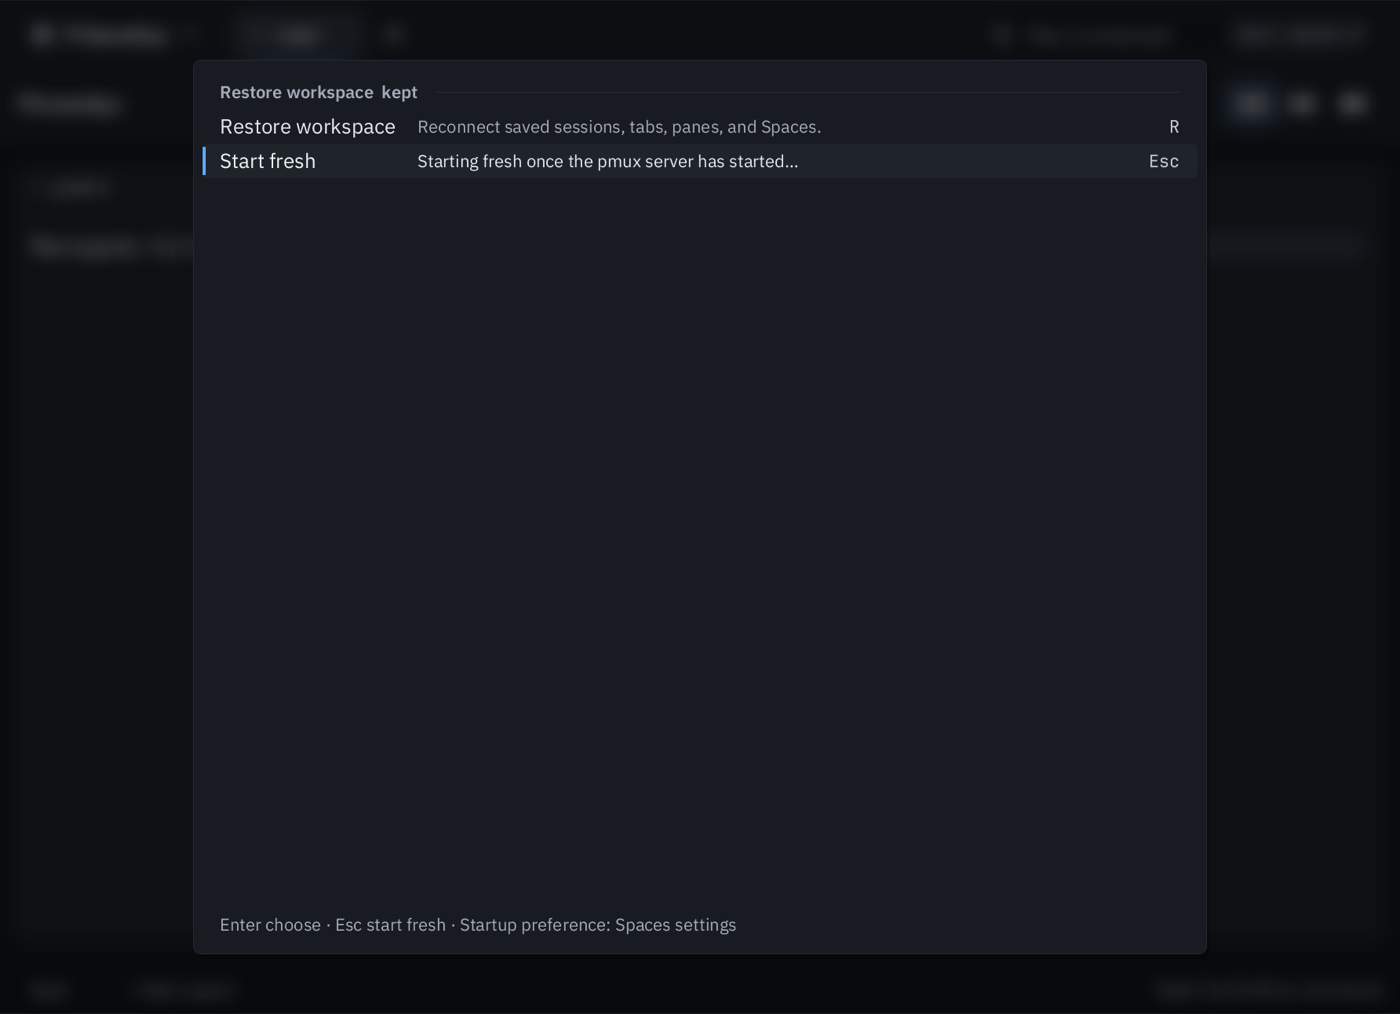 Restore workspace kept
Restore workspace Reconnect saved sessions, tabs, panes, and Spaces. R
Start fresh Starting fresh once the pmux server has started… Esc
Enter choose · Esc start fresh · Startup preference: Spaces settings